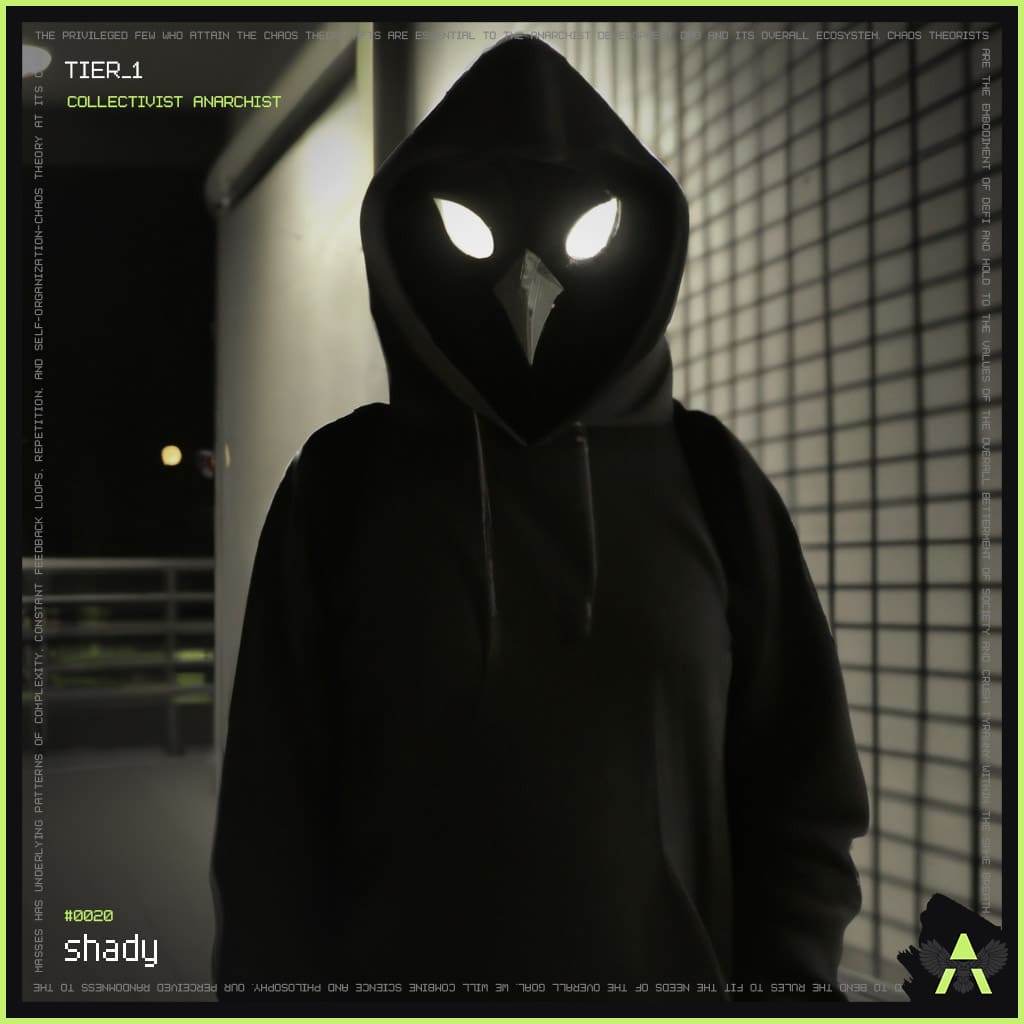 THE PRIVILEGED FEW WHO ATTAIN THE CHAOS ARE ESSENTIAL TO ANARCHIST AND ITS OVERALL ECOSYSTEM. CHAOS THEORISTS
ARE THE EMBODIMENT OF DEFI AND HOLD TO THE VALUES OF THE OVERALL BETTERMENT OF SOCIETY AND CRUSH TYRANNY WITHIN THE SAME BREATH
TO BEND THE RULES TO FIT THE NEEDS OF THE OVERALL GOAL. WE WILL COMBINE SCIENCE AND PHILOSOPHY. OUR PERCEIVED RANDOMNESS TO THE
MASSES HAS UNDERLYING PATTERNS OF COMPLEXITY, CONSTANT FEEDBACK LOOPS, REPETITION, AND SELF-ORGANIZATION-CHAOS THEORY AT ITS
TIER_1
COLLECTIVIST ANARCHIST
#0020
shady